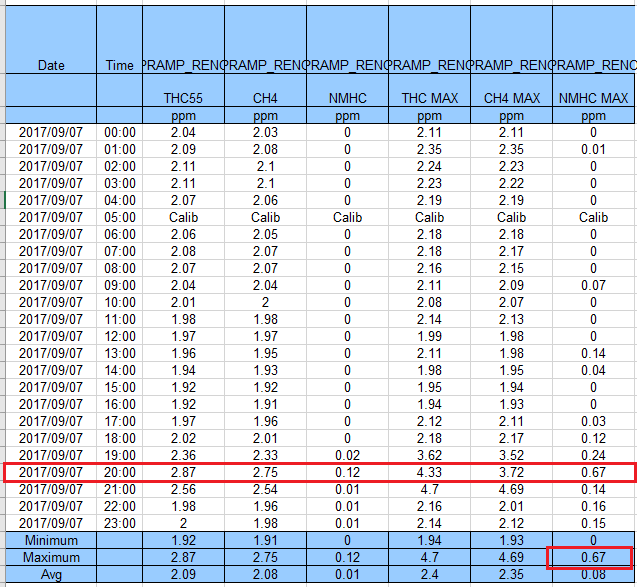 Date Time PRAMP_RENO PRAMP_RENO PRAMP_RENO PRAMP_RENO PRAMP_RENO PRAMP_RENO
THC55 CH4 NMHC THC MAX CH4 MAX NMHC MAX
ppm ppm ppm ppm ppm ppm
2017/09/07 00:00 2.04 2.03 0 2.11 2.11 0
2017/09/07 01:00 2.09 2.08 0 2.35 2.35 0.01
2017/09/07 02:00 2.11 2.1 0 2.24 2.23 0
2017/09/07 03:00 2.11 2.1 0 2.23 2.22 0
2017/09/07 04:00 2.07 2.06 0 2.19 2.19 0
2017/09/07 05:00 Calib Calib Calib Calib Calib Calib
2017/09/07 06:00 2.06 2.05 0 2.18 2.18 0
2017/09/07 07:00 2.08 2.07 0 2.18 2.17 0
2017/09/07 08:00 2.07 2.07 0 2.16 2.15 0
2017/09/07 09:00 2.04 2.04 0 2.11 2.09 0.07
2017/09/07 10:00 2.01 2 0 2.08 2.07 0
2017/09/07 11:00 1.98 1.98 0 2.14 2.13 0
2017/09/07 12:00 1.97 1.97 0 1.99 1.98 0
2017/09/07 13:00 1.96 1.95 0 2.11 1.98 0.14
2017/09/07 14:00 1.94 1.93 0 1.98 1.95 0.04
2017/09/07 15:00 1.92 1.92 0 1.95 1.94 0
2017/09/07 16:00 1.92 1.91 0 1.94 1.93 0
2017/09/07 17:00 1.97 1.96 0 2.12 2.11 0.03
2017/09/07 18:00 2.02 2.01 0 2.18 2.17 0.12
2017/09/07 19:00 2.36 2.33 0.02 3.62 3.52 0.24
2017/09/07 20:00 2.87 2.75 0.12 4.33 3.72 0.67
2017/09/07 21:00 2.56 2.54 0.01 4.7 4.69 0.14
2017/09/07 22:00 1.98 1.96 0.01 2.16 2.01 0.16
2017/09/07 23:00 2 1.98 0.01 2.14 2.12 0.15
Minimum 1.92 1.91 0 1.94 1.93 0
Maximum 2.87 2.75 0.12 4.7 4.69 0.67
Avg 2.09 2.08 0.01 2.4 2.35 0.08